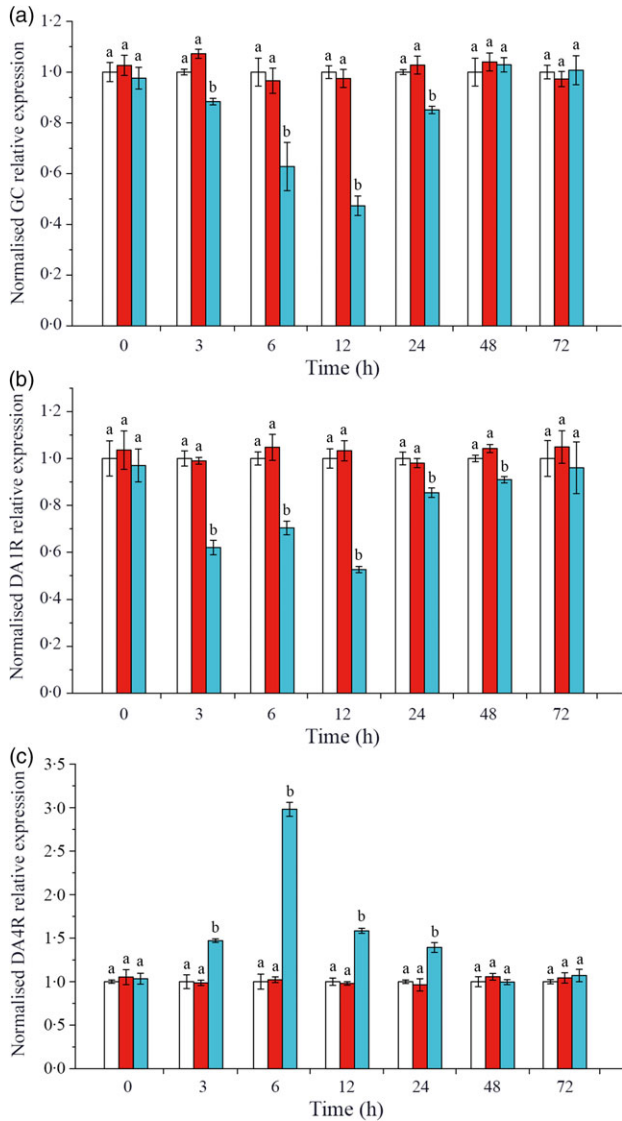 (a)
Normalised GC relative expression
1·2
1·0
0·8
0·6
0·4
0·2
0·0
a a a
a a b
a a b
a a b
a a b
a a a
a a a
0 3 6 12 24 48 72
Time (h)
(b)
Normalised DA1R relative expression
1·2
1·0
0·8
0·6
0·4
0·2
0·0
a a a
a a b
a a b
a a b
a a b
a a b
a a a
0 3 6 12 24 48 72
Time (h)
(c)
Normalised DA4R relative expression
3·5
3·0
2·5
2·0
1·5
1·0
0·5
0·0
a a a
a a b
a a b
a a b
a a b
a a a
a a a
0 3 6 12 24 48 72
Time (h)